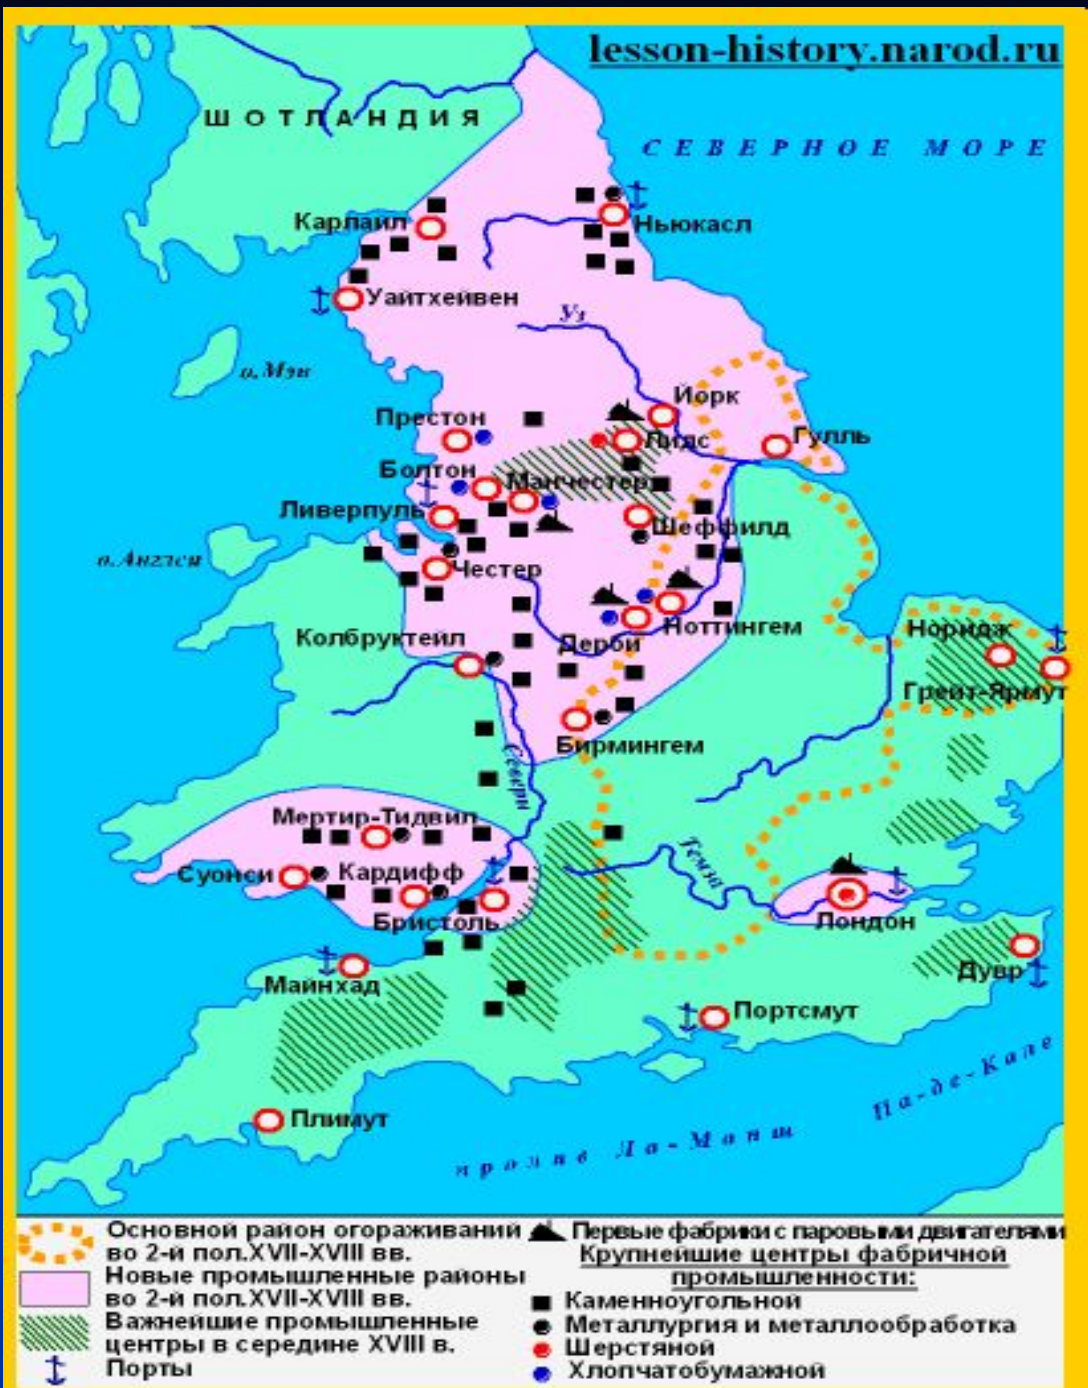 lesson-history.narod.ru
ШОТЛАНДИЯ
СЕВЕРНОЕ МОРЕ
Карлаил
Ньюкасл
Уайтхейвен
Уз
о.Мэн
Йорк
Престон
Лидс
Гулль
Болтон
Манчестер
Ливерпуль
Шеффилд
о.Англси
Честер
Колбруктейл
Дерби
Ноттингем
Норидж
Грейт-Ярмут
Бирмингем
Северн
Мертир-Тидвил
Темза
Суонси
Кардифф
Бристоль
Лондон
Майнхад
Дувр
Портсмут
Па-де-Кале
Плимут
пролив Ла-Манш
Основной район огораживаний
во 2-й пол.XVII-XVIII вв.
Новые промышленные районы
во 2-й пол.XVII-XVIII вв.
Важнейшие промышленные
центры в середине XVIII в.
Порты
Первые фабрики с паровыми двигателями
Крупнейшие центры фабричной
промышленности:
Каменноугольной
Металлургия и металлообработка
Шерстяной
Хлопчатобумажной